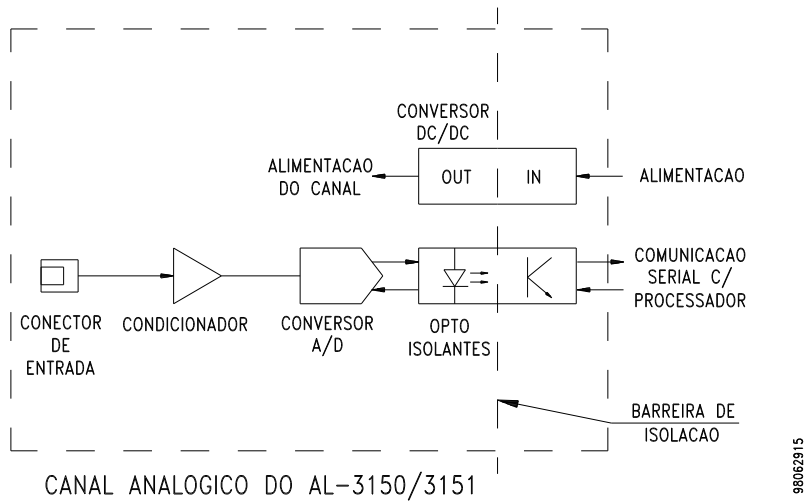 CONVERSOR
DC/DC
ALIMENTACAO
DO CANAL
OUT
IN
ALIMENTACAO
CONECTOR
DE
ENTRADA
CONDICIONADOR
CONVERSOR
A/D
OPTO
ISOLANTES
COMUNICACAO
SERIAL C/
PROCESSADOR
BARREIRA DE
ISOLACAO
CANAL ANALOGICO DO AL-3150/3151
98062915